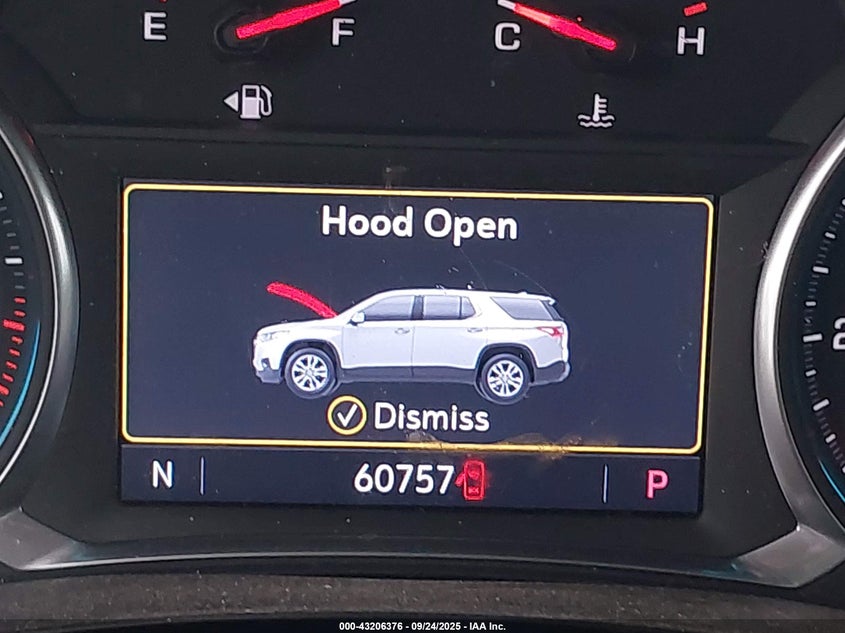 E F C H
Hood Open
Dismiss
N 60757 P
000-43206376 - 09/24/2025 - IAA Inc.